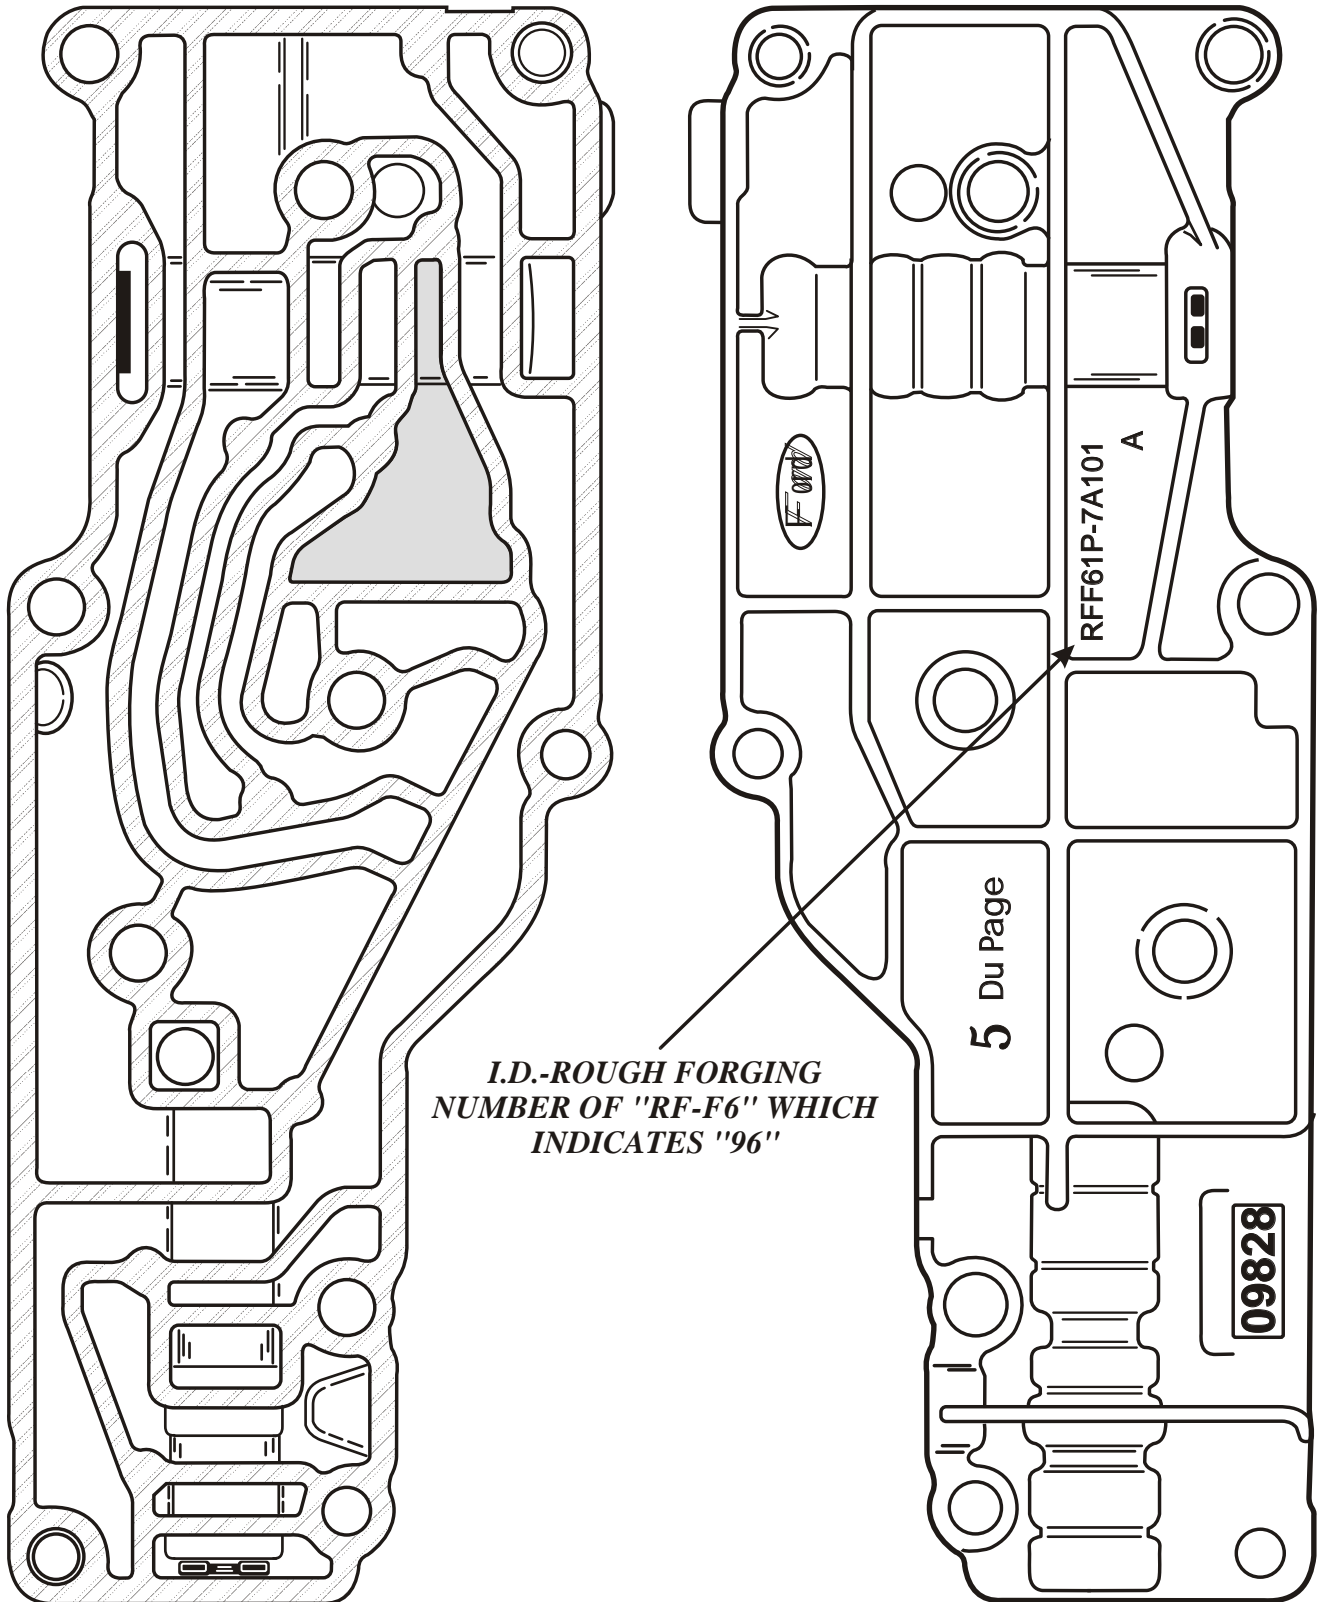 Ford
RFF61P-7A101
A
5 Du Page
I.D.-ROUGH FORGING
NUMBER OF "RF-F6" WHICH
INDICATES "96"
09828